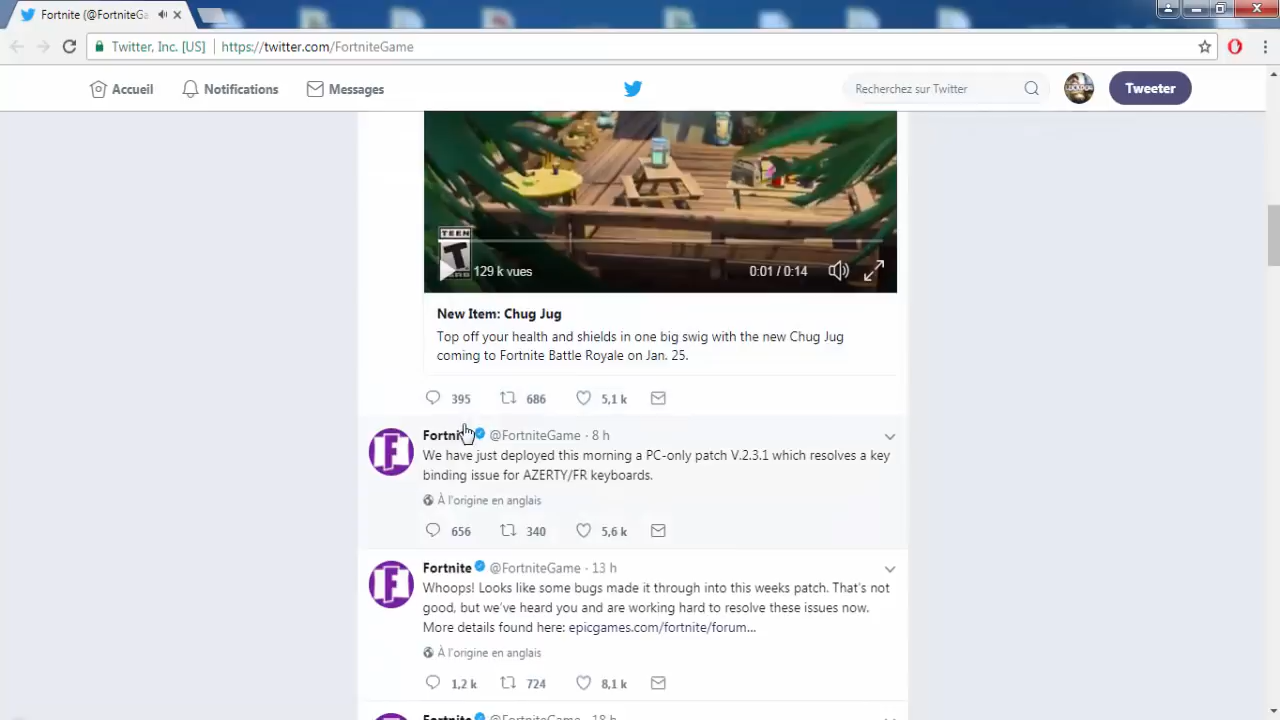 Fortnite (@FortniteGa
Twitter, Inc. [US] https://twitter.com/FortniteGame
Accueil Notifications Messages Recherchez sur Twitter Tweeter
TEEN
T
129 k vues 0:01 / 0:14
New Item: Chug Jug
Top off your health and shields in one big swig with the new Chug Jug
coming to Fortnite Battle Royale on Jan. 25.
395 686 5,1 k
Fortnite @FortniteGame · 8 h
We have just deployed this morning a PC-only patch V.2.3.1 which resolves a key
binding issue for AZERTY/FR keyboards.
À l'origine en anglais
656 340 5,6 k
Fortnite @FortniteGame · 13 h
Whoops! Looks like some bugs made it through into this weeks patch. That's not
good, but we've heard you and are working hard to resolve these issues now.
More details found here: epicgames.com/fortnite/forum...
À l'origine en anglais
1,2 k 724 8,1 k
Fortnite @FortniteGame · 18 h